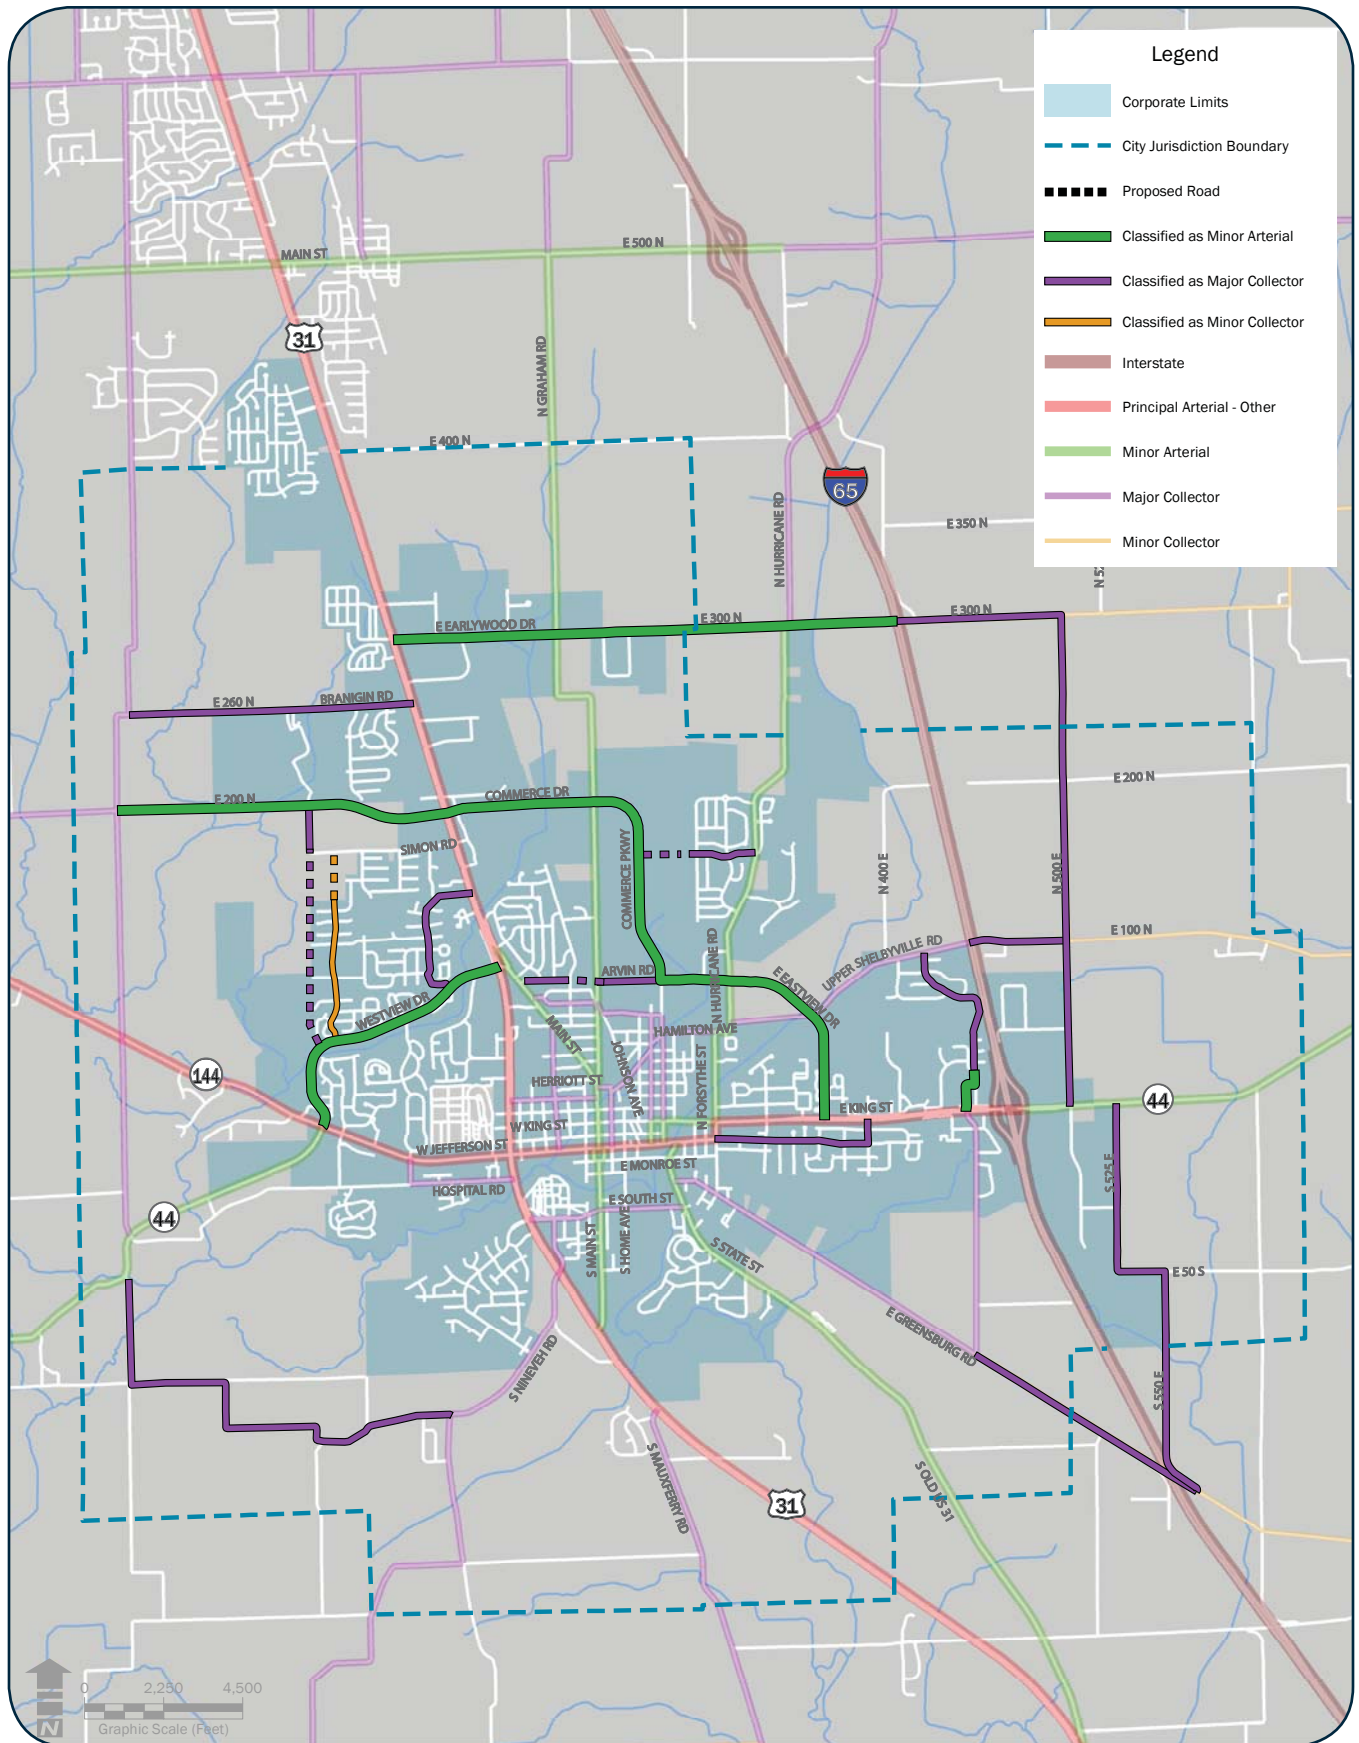 Legend
Corporate Limits
City Jurisdiction Boundary
Proposed Road
Classified as Minor Arterial
Classified as Major Collector
Classified as Minor Collector
Interstate
Principal Arterial - Other
Minor Arterial
Major Collector
Minor Collector
MAIN ST
E 500 N
31
N GRAHAM RD
E 400 N
65
N HURRICANE RD
E 350 N
E 300 N
E EARLYWOOD DR
E 300 N
E 260 N
BRANIGIN RD
E 200 N
E 200 N
COMMERCE DR
SIMON RD
COMMERCE PKWY
N 400 E
N 500 E
E 100 N
UPPER SHELBYVILLE RD
N HURRICANE RD
ARVIN RD
E EASTVIEW DR
WESTVIEW DR
MAIN ST
HAMILTON AVE
JOHNSON AVE
N FORSYTHE ST
144
HERRIOTT ST
44
E KING ST
W KING ST
W JEFFERSON ST
E MONROE ST
HOSPITAL RD
E SOUTH ST
S 525 E
44
S MAIN ST
S HOME AVE
S STATE ST
E 50 S
E GREENSBURG RD
S NINEVEH RD
S 550 E
S MAUXFERRY RD
31
S OLD US 31
N
0
2,250
4,500
Graphic Scale (Feet)